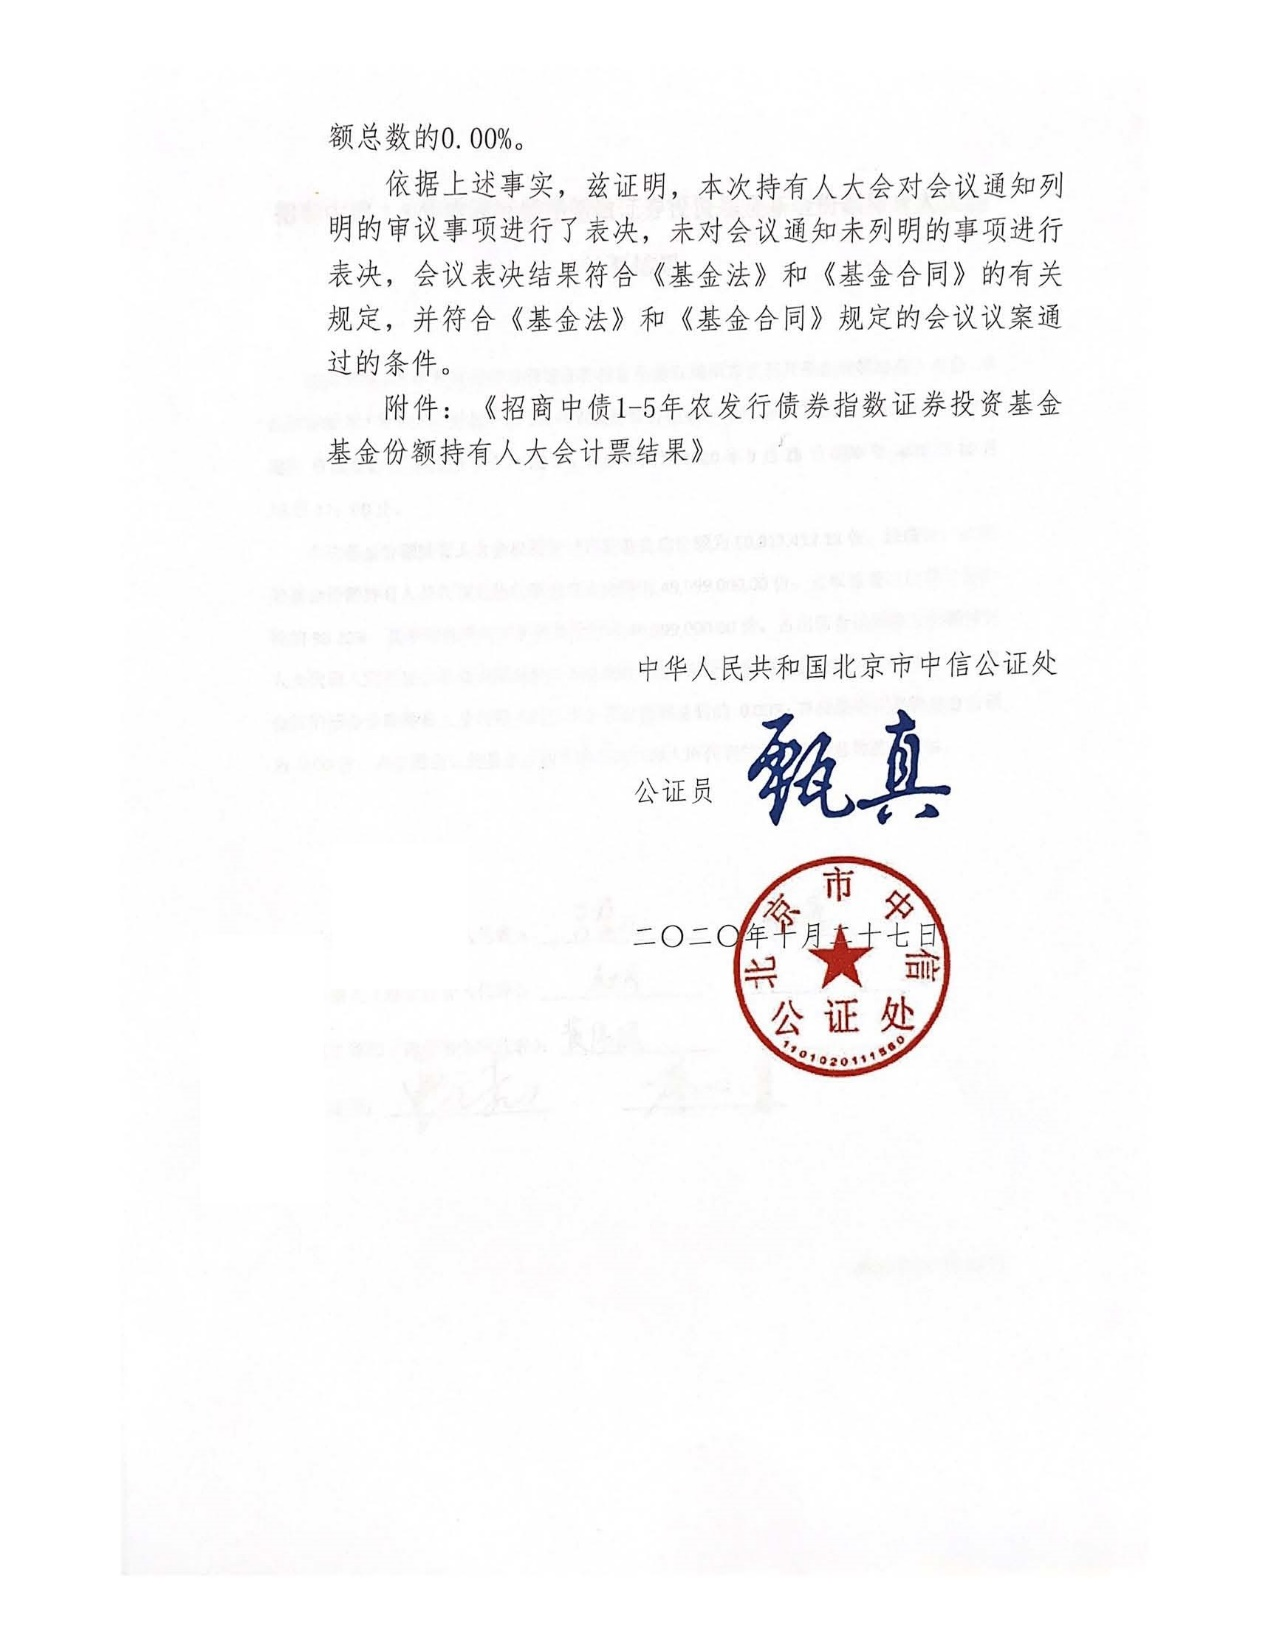 额总数的0.00%。
依据上述事实，兹证明，本次持有人大会对会议通知列
明的审议事项进行了表决，未对会议通知未列明的事项进行
表决，会议表决结果符合《基金法》和《基金合同》的有关
规定，并符合《基金法》和《基金合同》规定的会议议案通
过的条件。
附件：《招商中债1-5年农发行债券指数证券投资基金
基金份额持有人大会计票结果》
中华人民共和国北京市中信公证处
公证员 甄真
二〇二〇年十月二十七日
北京市中信
公证处
1101020111560